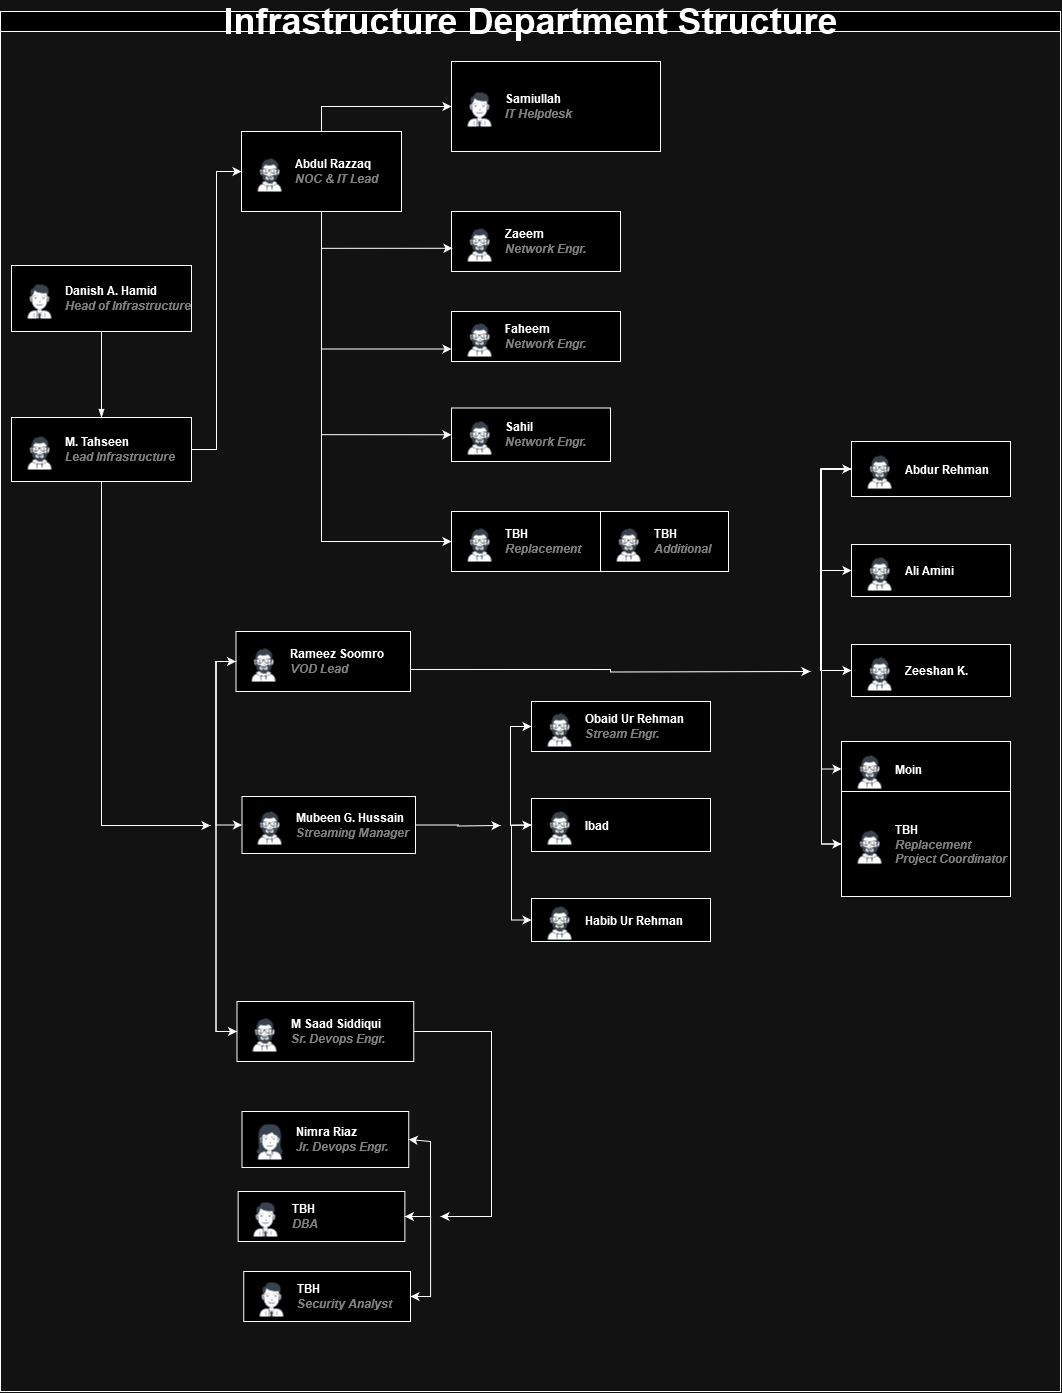 Infrastructure Department Structure
Samiullah
IT Helpdesk
Abdul Razzaq
NOC & IT Lead
Zaeem
Network Engr.
Danish A. Hamid
Head of Infrastructure
Faheem
Network Engr.
M. Tahseen
Lead Infrastructure
Sahil
Network Engr.
Abdur Rehman
TBH
Replacement
TBH
Additional
Ali Amini
Rameez Soomro
VOD Lead
Zeeshan K.
Obaid Ur Rehman
Stream Engr.
Moin
Mubeen G. Hussain
Streaming Manager
Ibad
TBH
Replacement
Project Coordinator
Habib Ur Rehman
M Saad Siddiqui
Sr. Devops Engr.
Nimra Riaz
Jr. Devops Engr.
TBH
DBA
TBH
Security Analyst